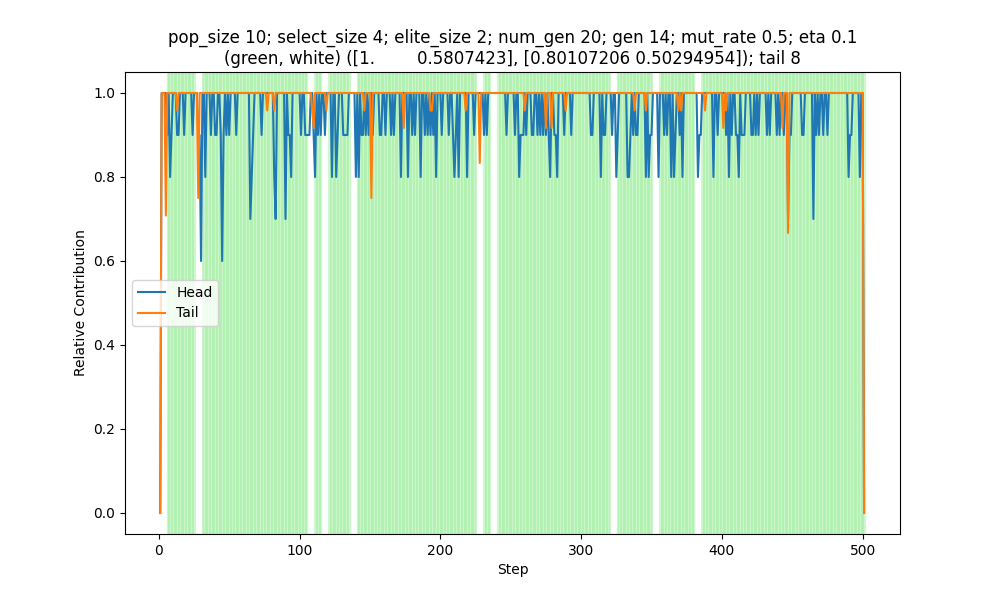 pop_size 10; select_size 4; elite_size 2; num_gen 20; gen 14; mut_rate 0.5; eta 0.1
(green, white) ([1.        0.5807423], [0.80107206 0.50294954]); tail 8
1.0
0.8
0.6
0.4
0.2
0.0
Relative Contribution
Head
Tail
0 100 200 300 400 500
Step